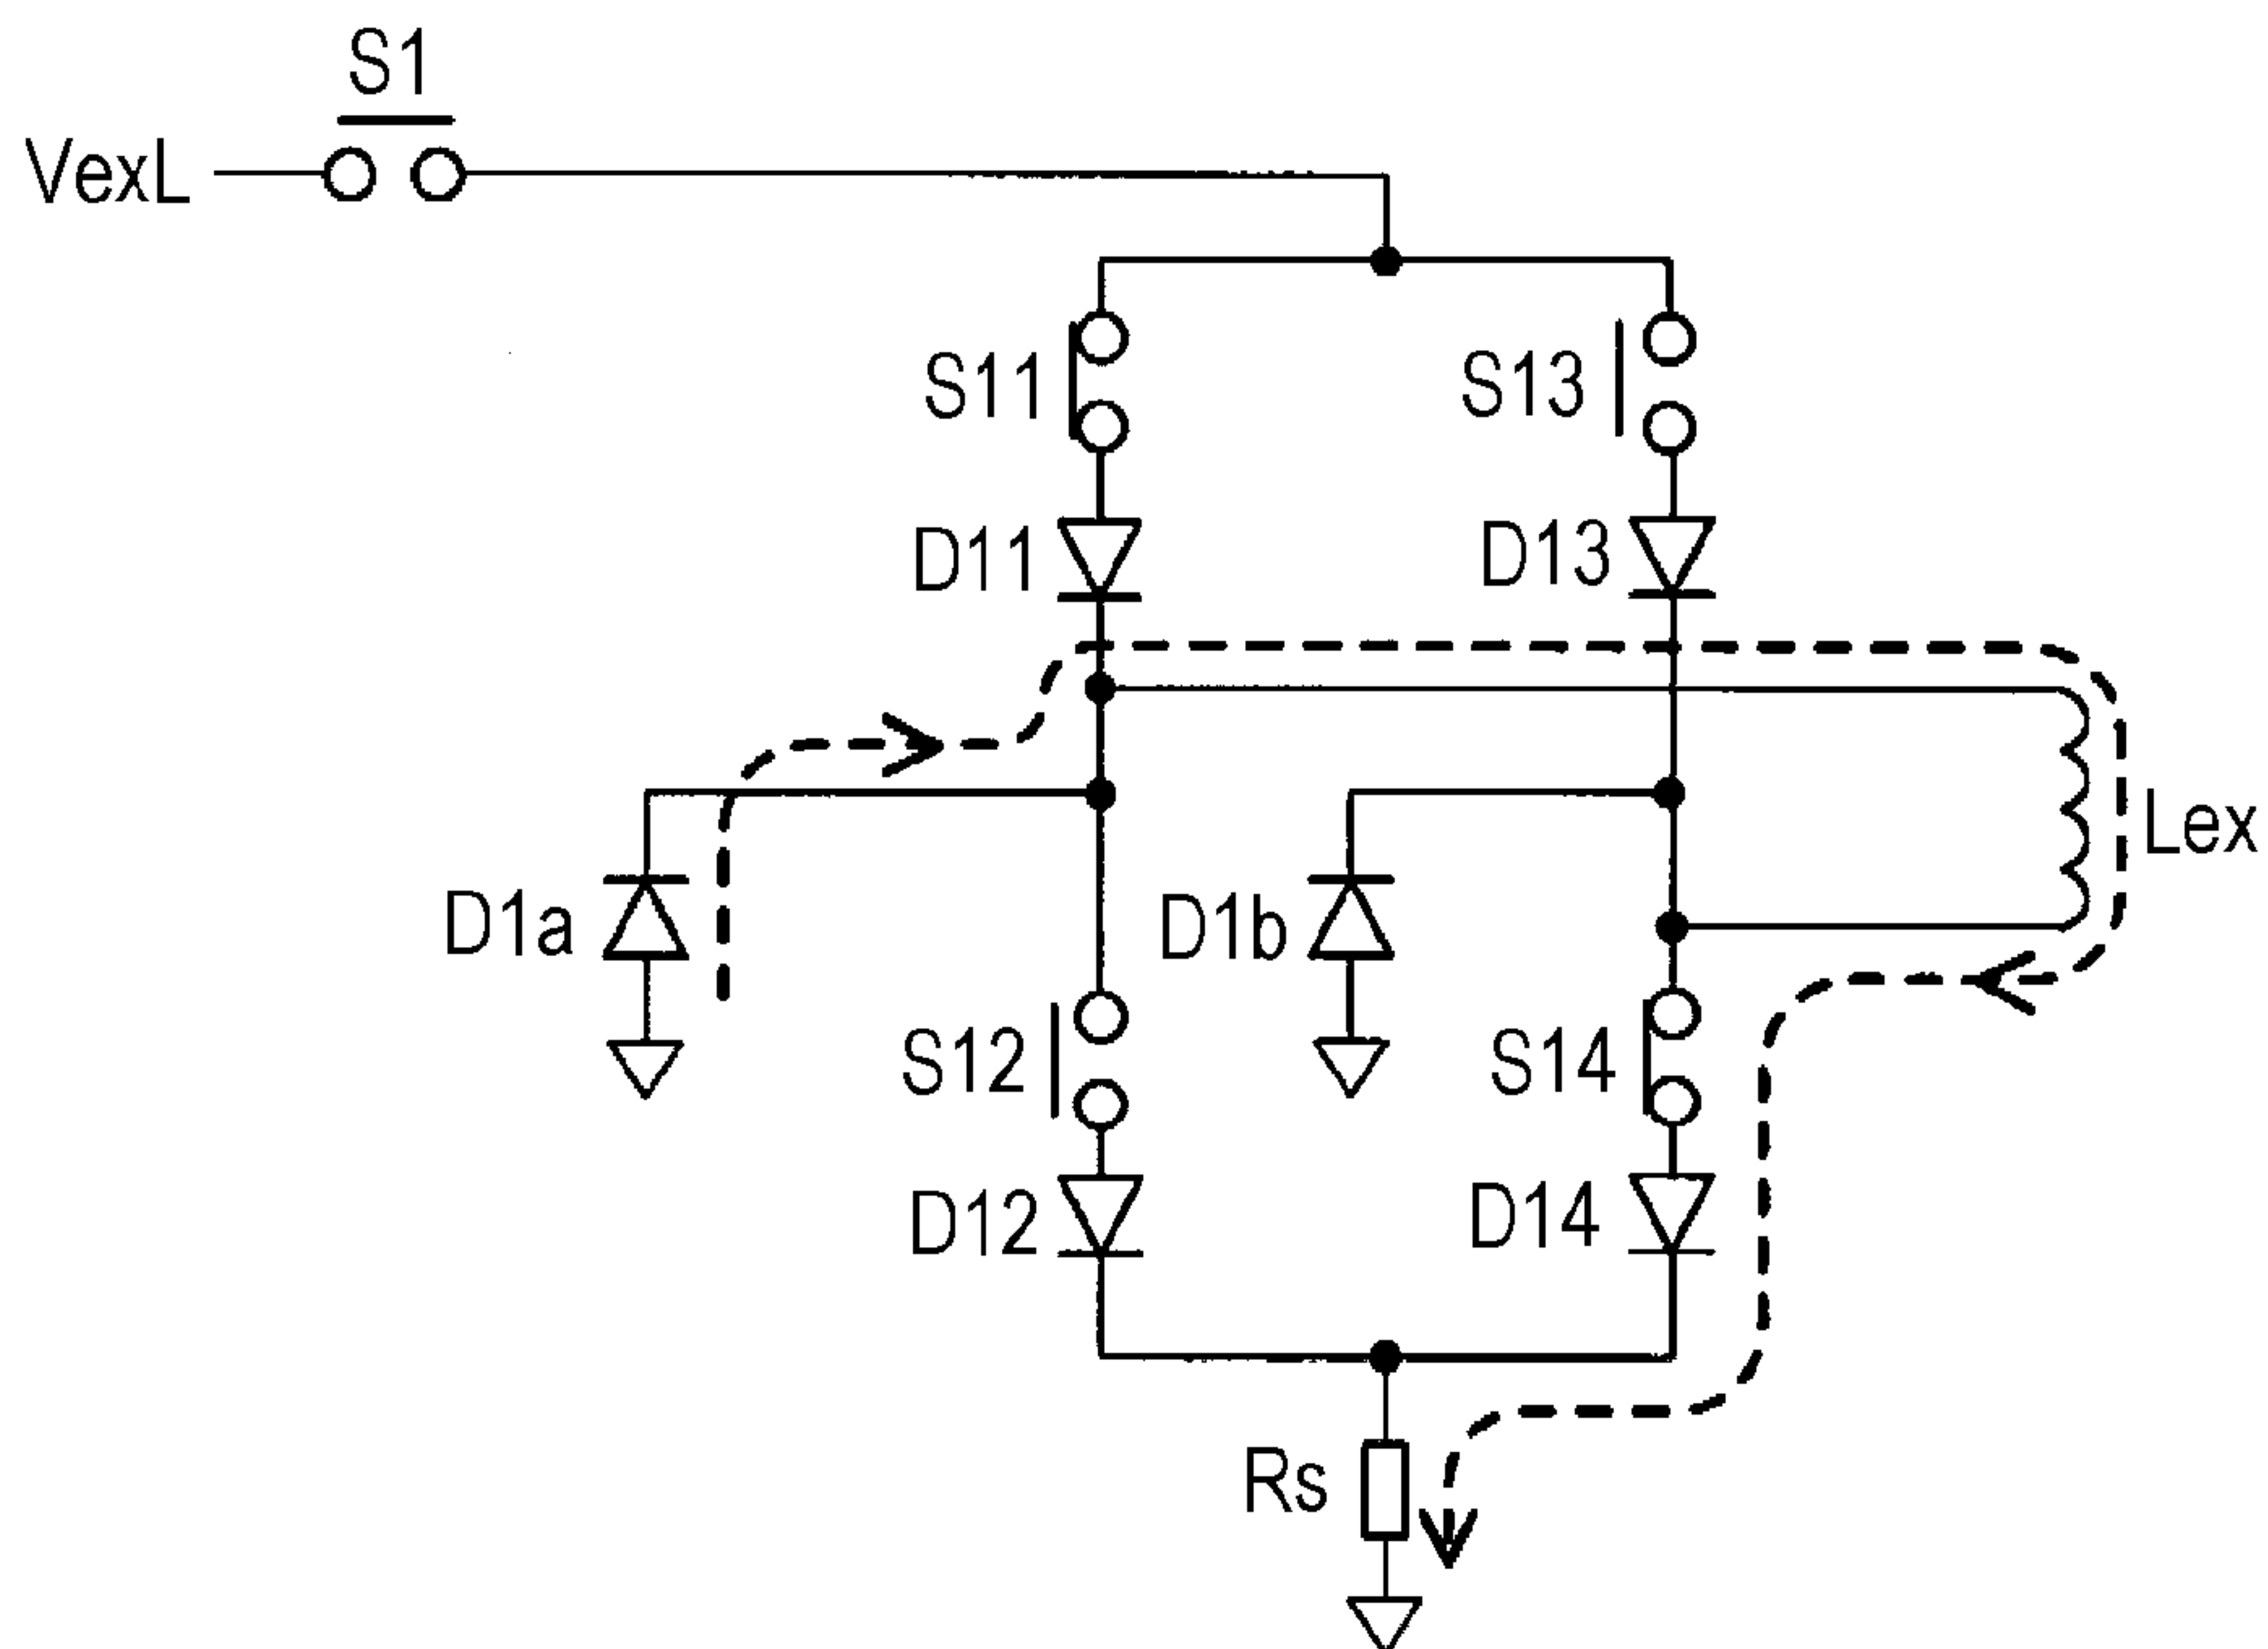 S1
VexL
S11
S13
D11
D13
Lex
D1a
D1b
S12
S14
D12
D14
Rs